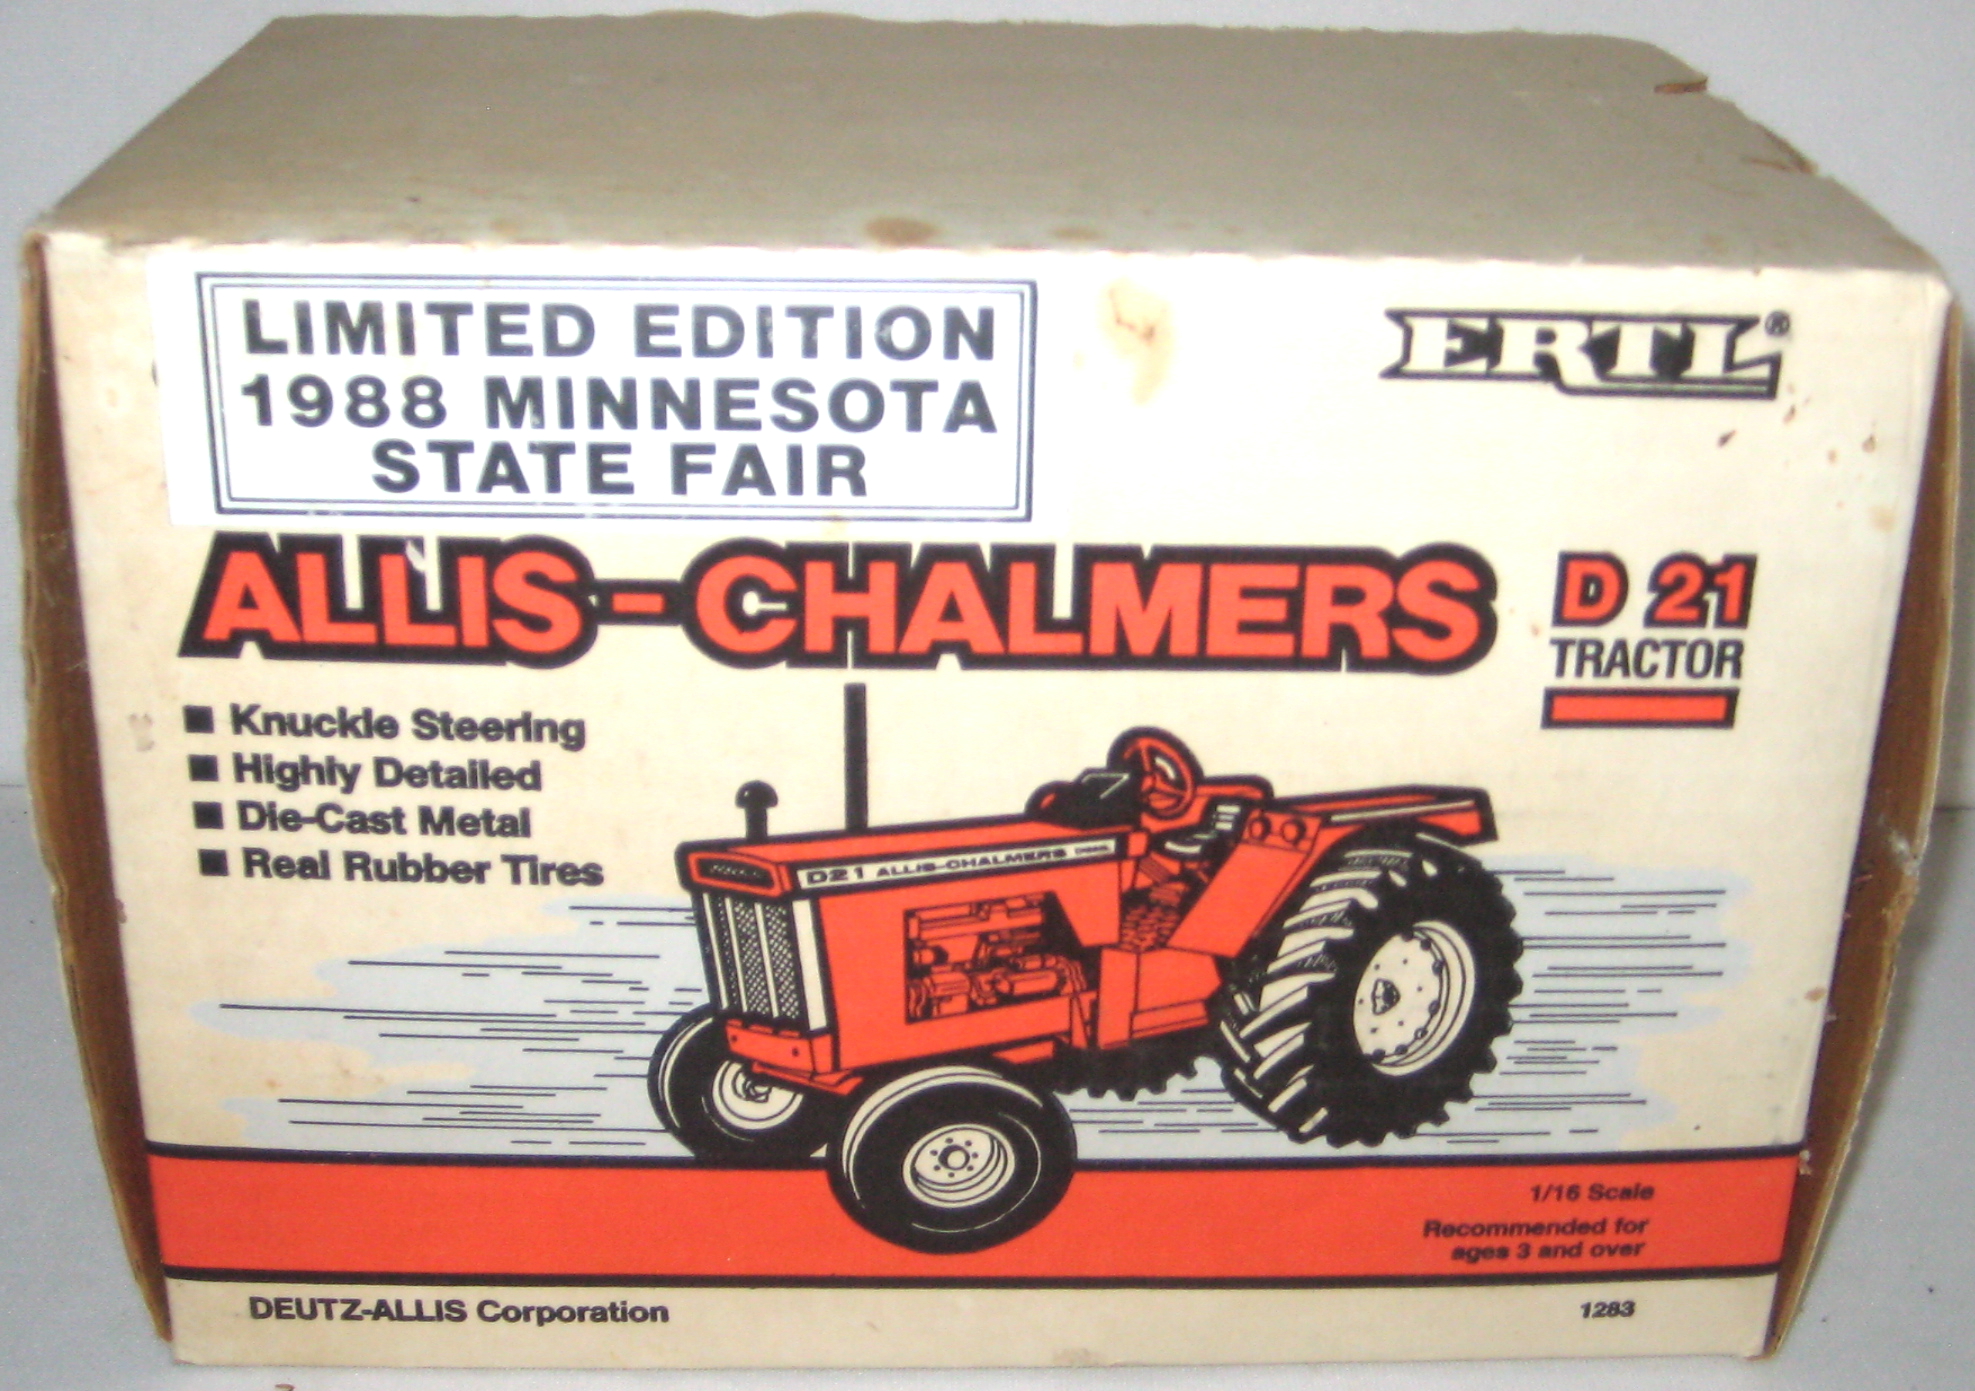 LIMITED EDITION
1988 MINNESOTA
STATE FAIR
ERTL®
ALLIS-CHALMERS
D 21
TRACTOR
■ Knuckle Steering
■ Highly Detailed
■ Die-Cast Metal
■ Real Rubber Tires
D21 ALLIS-CHALMERS
1/16 Scale
Recommended for
ages 3 and over
DEUTZ-ALLIS Corporation
1283